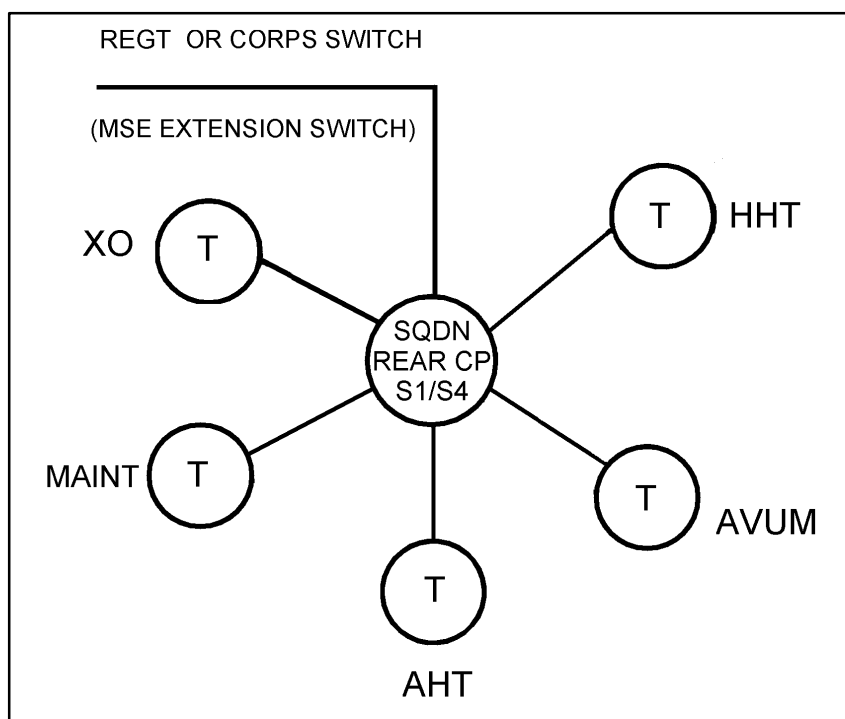 REGT OR CORPS SWITCH
(MSE EXTENSION SWITCH)
T
HHT
XO
T
SQDN
REAR CP
S1/S4
MAINT
T
T
AVUM
T
AHT